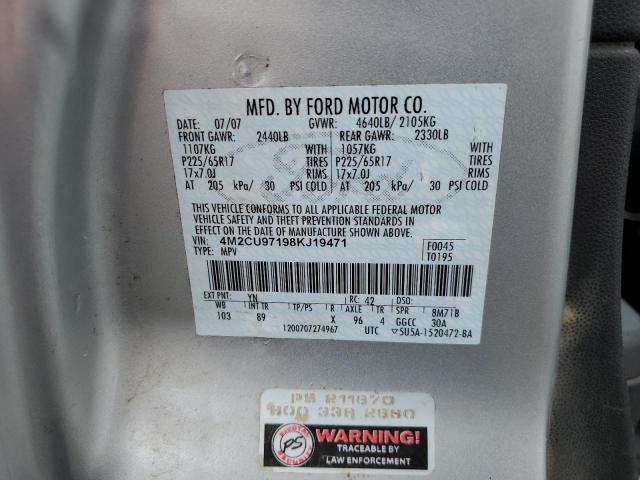 MFD. BY FORD MOTOR CO.
DATE: 07/07 GVWR: 4640LB/ 2105KG
FRONT GAWR: 2440LB REAR GAWR: 2330LB
1107KG WITH 1057KG WITH
P225/65R17 TIRES P225/65R17 TIRES
17x7.0J RIMS 17x7.0J RIMS
AT 205 kPa/ 30 PSI COLD AT 205 kPa/ 30 PSI COLD
THIS VEHICLE CONFORMS TO ALL APPLICABLE FEDERAL MOTOR
VEHICLE SAFETY AND THEFT PREVENTION STANDARDS IN
EFFECT ON THE DATE OF MANUFACTURE SHOWN ABOVE.
VIN: 4M2CU97198KJ19471 F0045
TYPE: MPV T0195
EXT PNT: YN RC: 42 DSO:
WB INT TR TP/PS R AXLE TR SPR 8M71B
103 89 X 96 4 GGCC 30A
1200707274967 UTC 5U5A-1520472-BA
PS 211670
800 338 2680
PIVOTAL SECURITY
PS
WARNING!
TRACEABLE BY
LAW ENFORCEMENT